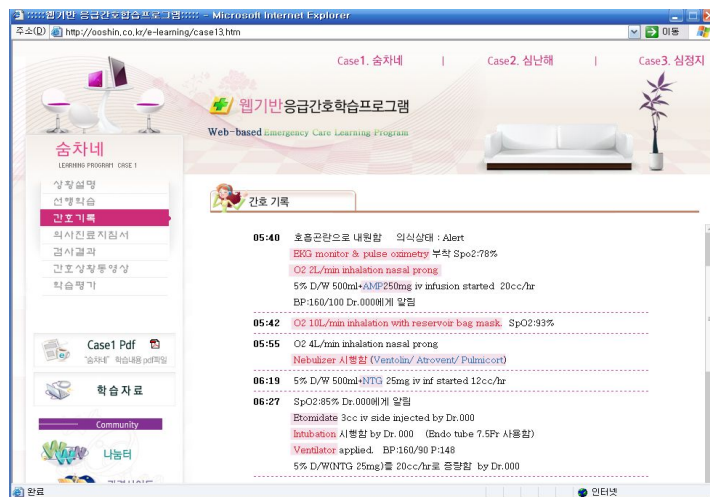 :::::웹기반 응급간호학습프로그램::::: - Microsoft Internet Explorer
주소(D) http://ooshin.co.kr/e-learning/case13.htm 이동
Case1. 숨차네 | Case2. 심난해 | Case3. 심정지
웹기반응급간호학습프로그램
Web-based Emergency Care Learning Program
숨차네
LEARNING PROGRAM CASE 1
상황설명
선행학습
간호기록
의사진료지침서
검사결과
간호상황동영상
학습평가
Case1 Pdf
"숨차네" 학습내용 pdf파일
학습자료
Community
나눔터
간호 기록
05:40 호흡곤란으로 내원함 의식상태 : Alert
EKG monitor & pulse oximetry 부착 Spo2:78%
O2 2L/min inhalation nasal prong
5% D/W 500ml+AMP250mg iv infusion started 20cc/hr
BP:160/100 Dr.000에게 알림
05:42 O2 10L/min inhalation with reservoir bag mask. SpO2:93%
05:55 O2 4L/min inhalation nasal prong
Nebulizer 시행함 (Ventolin/ Atrovent/ Pulmicort)
06:19 5% D/W 500ml+NTG 25mg iv inf started 12cc/hr
06:27 SpO2:85% Dr.000에게 알림
Etomidate 3cc iv side injected by Dr.000
Intubation 시행함 by Dr. 000 (Endo tube 7.5Fr 사용함)
Ventilator applied. BP:160/90 P:148
5% D/W(NTG 25mg)를 20cc/hr로 증량함 by Dr.000
완료 인터넷